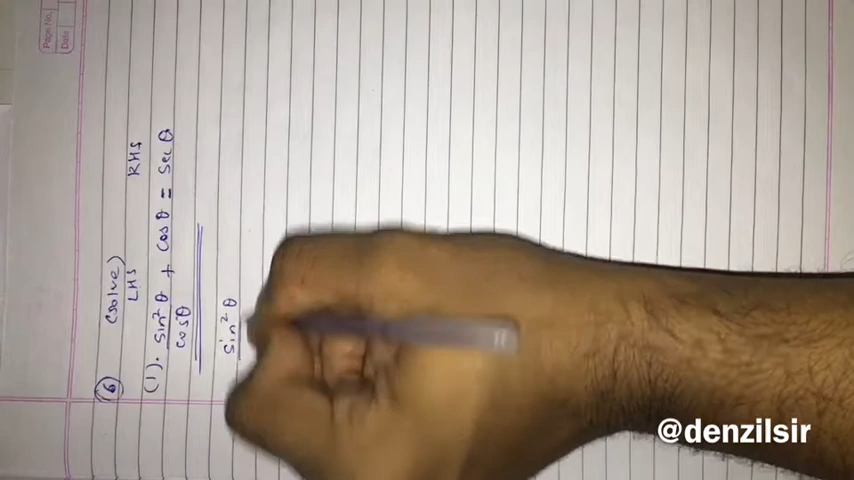 Page No.
Date
(6) (Solve)
LHS RHS
(1). sin²θ/cosθ + cosθ = secθ
sin²θ
@denzilsir